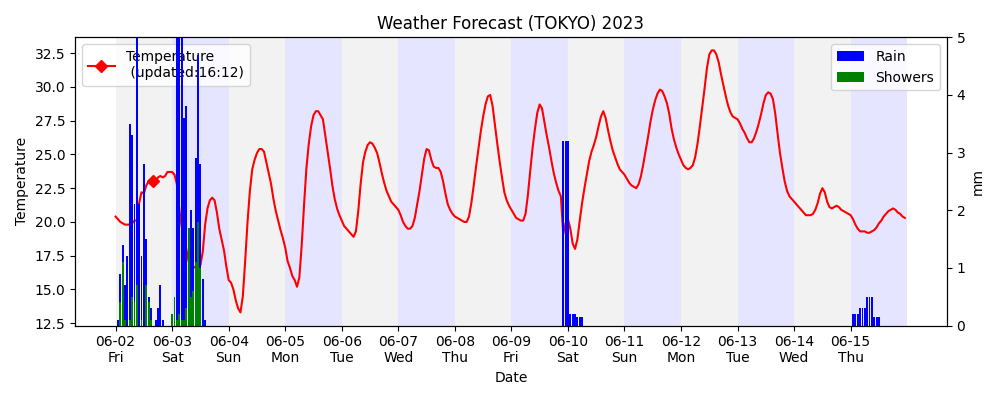 Weather Forecast (TOKYO) 2023
Temperature
(updated:16:12)
Rain
Showers
Temperature
32.5
30.0
27.5
25.0
22.5
20.0
17.5
15.0
12.5
5
4
3
2
1
0
mm
06-02 06-03 06-04 06-05 06-06 06-07 06-08 06-09 06-10 06-11 06-12 06-13 06-14 06-15
Fri Sat Sun Mon Tue Wed Thu Fri Sat Sun Mon Tue Wed Thu
Date